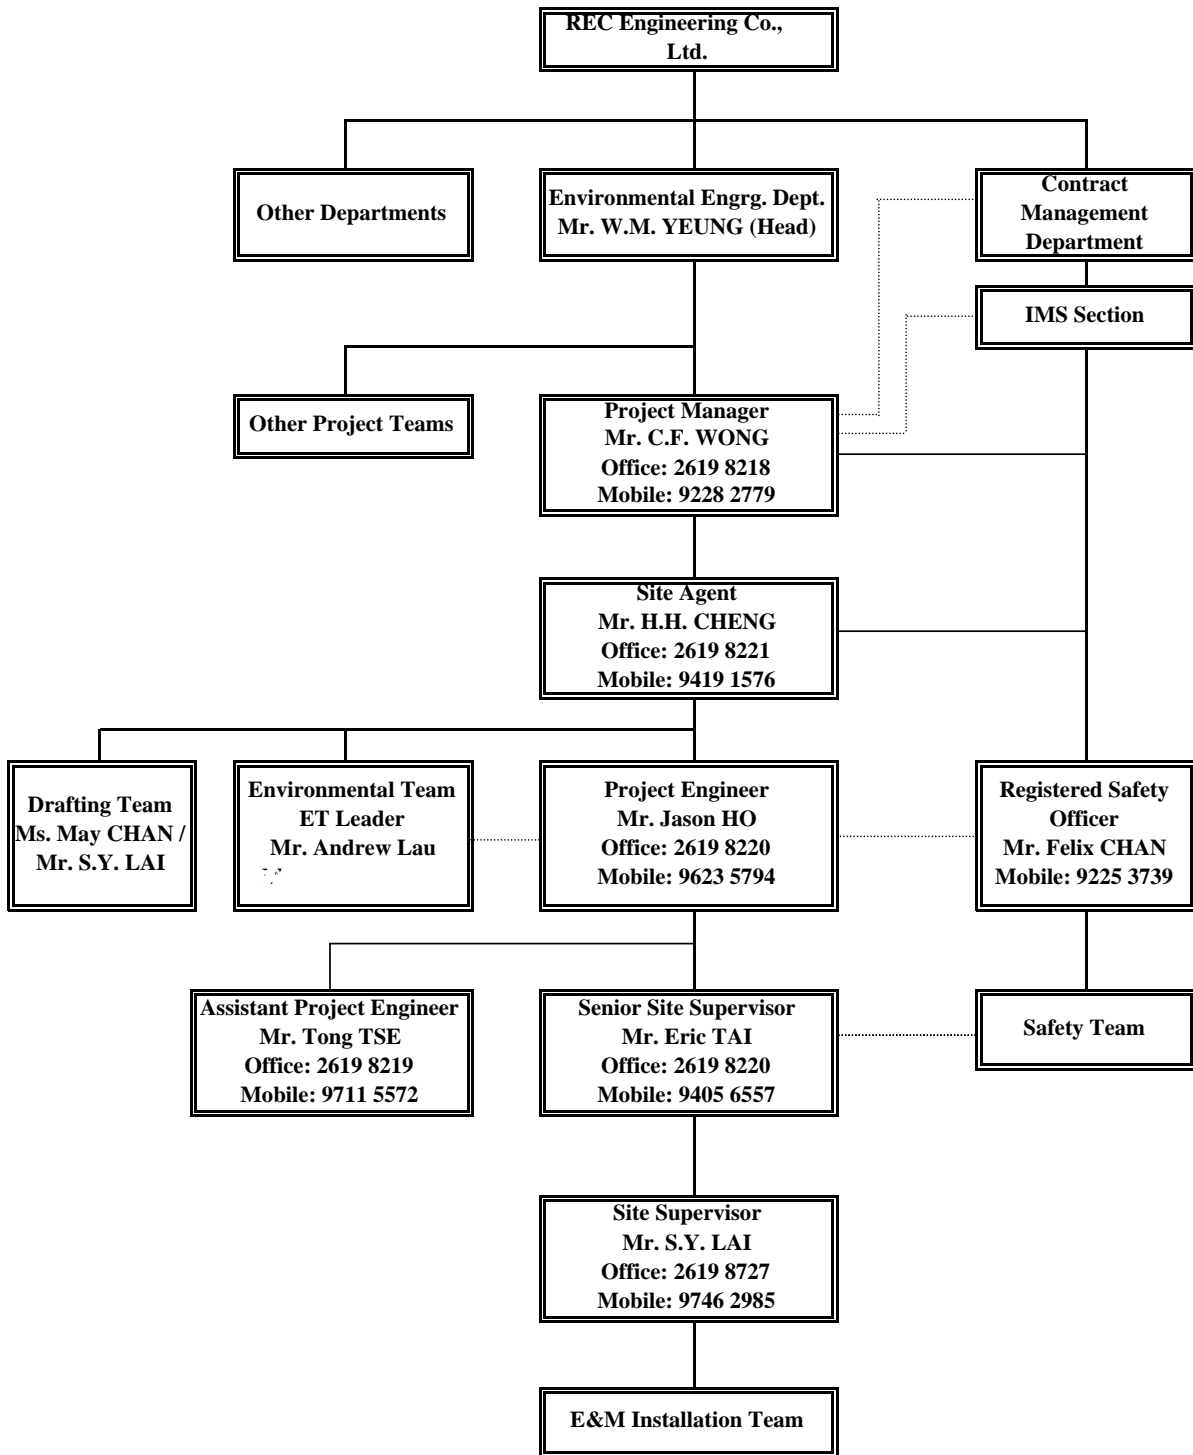 REC Engineering Co.,
Ltd.
Other Departments
Environmental Engrg. Dept.
Mr. W.M. YEUNG (Head)
Contract
Management
Department
IMS Section
Other Project Teams
Project Manager
Mr. C.F. WONG
Office: 2619 8218
Mobile: 9228 2779
Site Agent
Mr. H.H. CHENG
Office: 2619 8221
Mobile: 9419 1576
Drafting Team
Ms. May CHAN /
Mr. S.Y. LAI
Environmental Team
ET Leader
Mr. Andrew Lau
Project Engineer
Mr. Jason HO
Office: 2619 8220
Mobile: 9623 5794
Registered Safety
Officer
Mr. Felix CHAN
Mobile: 9225 3739
Assistant Project Engineer
Mr. Tong TSE
Office: 2619 8219
Mobile: 9711 5572
Senior Site Supervisor
Mr. Eric TAI
Office: 2619 8220
Mobile: 9405 6557
Safety Team
Site Supervisor
Mr. S.Y. LAI
Office: 2619 8727
Mobile: 9746 2985
E&M Installation Team